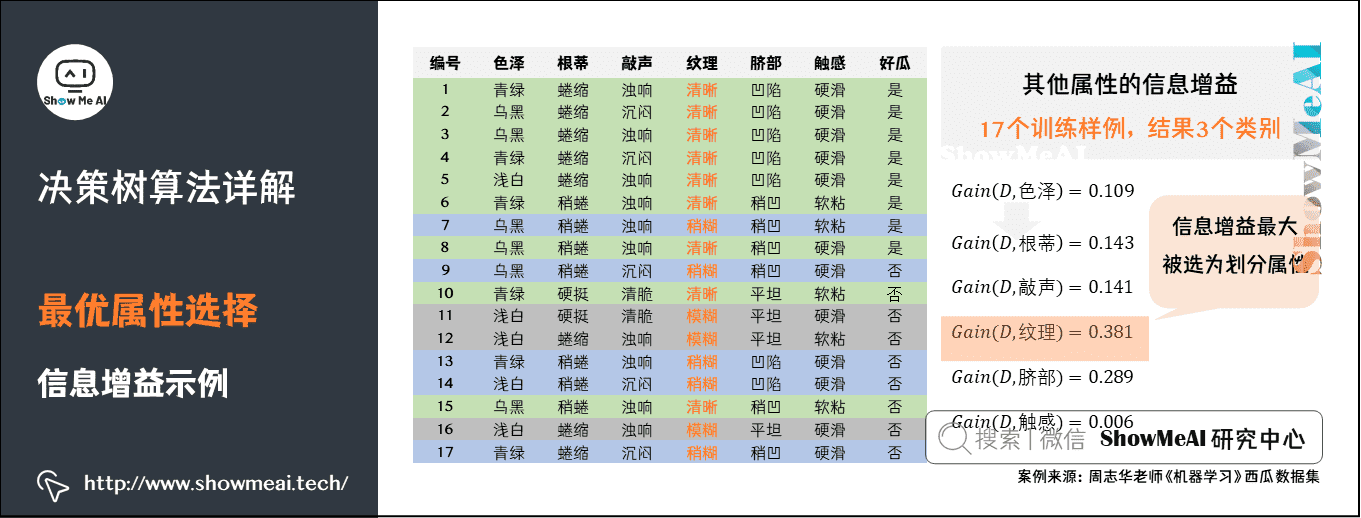 Show Me AI
决策树算法详解
最优属性选择
信息增益示例
http://www.showmeai.tech/
编号 色泽 根蒂 敲声 纹理 脐部 触感 好瓜
1 青绿 蜷缩 浊响 清晰 凹陷 硬滑 是
2 乌黑 蜷缩 沉闷 清晰 凹陷 硬滑 是
3 乌黑 蜷缩 浊响 清晰 凹陷 硬滑 是
4 青绿 蜷缩 沉闷 清晰 凹陷 硬滑 是
5 浅白 蜷缩 浊响 清晰 凹陷 硬滑 是
6 青绿 稍蜷 浊响 清晰 稍凹 软粘 是
7 乌黑 稍蜷 浊响 稍糊 稍凹 软粘 是
8 乌黑 稍蜷 浊响 清晰 稍凹 硬滑 是
9 乌黑 稍蜷 沉闷 稍糊 稍凹 硬滑 否
10 青绿 硬挺 清脆 清晰 平坦 软粘 否
11 浅白 硬挺 清脆 模糊 平坦 硬滑 否
12 浅白 蜷缩 浊响 模糊 平坦 软粘 否
13 青绿 稍蜷 浊响 稍糊 凹陷 硬滑 否
14 浅白 稍蜷 沉闷 稍糊 凹陷 硬滑 否
15 乌黑 稍蜷 浊响 清晰 稍凹 软粘 否
16 浅白 蜷缩 浊响 模糊 平坦 硬滑 否
17 青绿 蜷缩 沉闷 稍糊 稍凹 硬滑 否
其他属性的信息增益
17个训练样例，结果3个类别
ShowMeAI
Gain(D,色泽) = 0.109
Gain(D,根蒂) = 0.143
Gain(D,敲声) = 0.141
Gain(D,纹理) = 0.381
Gain(D,脐部) = 0.289
Gain(D,触感) = 0.006
信息增益最大
被选为划分属性
ShowMeAI
搜索 | 微信 ShowMeAI 研究中心
案例来源：周志华老师《机器学习》西瓜数据集